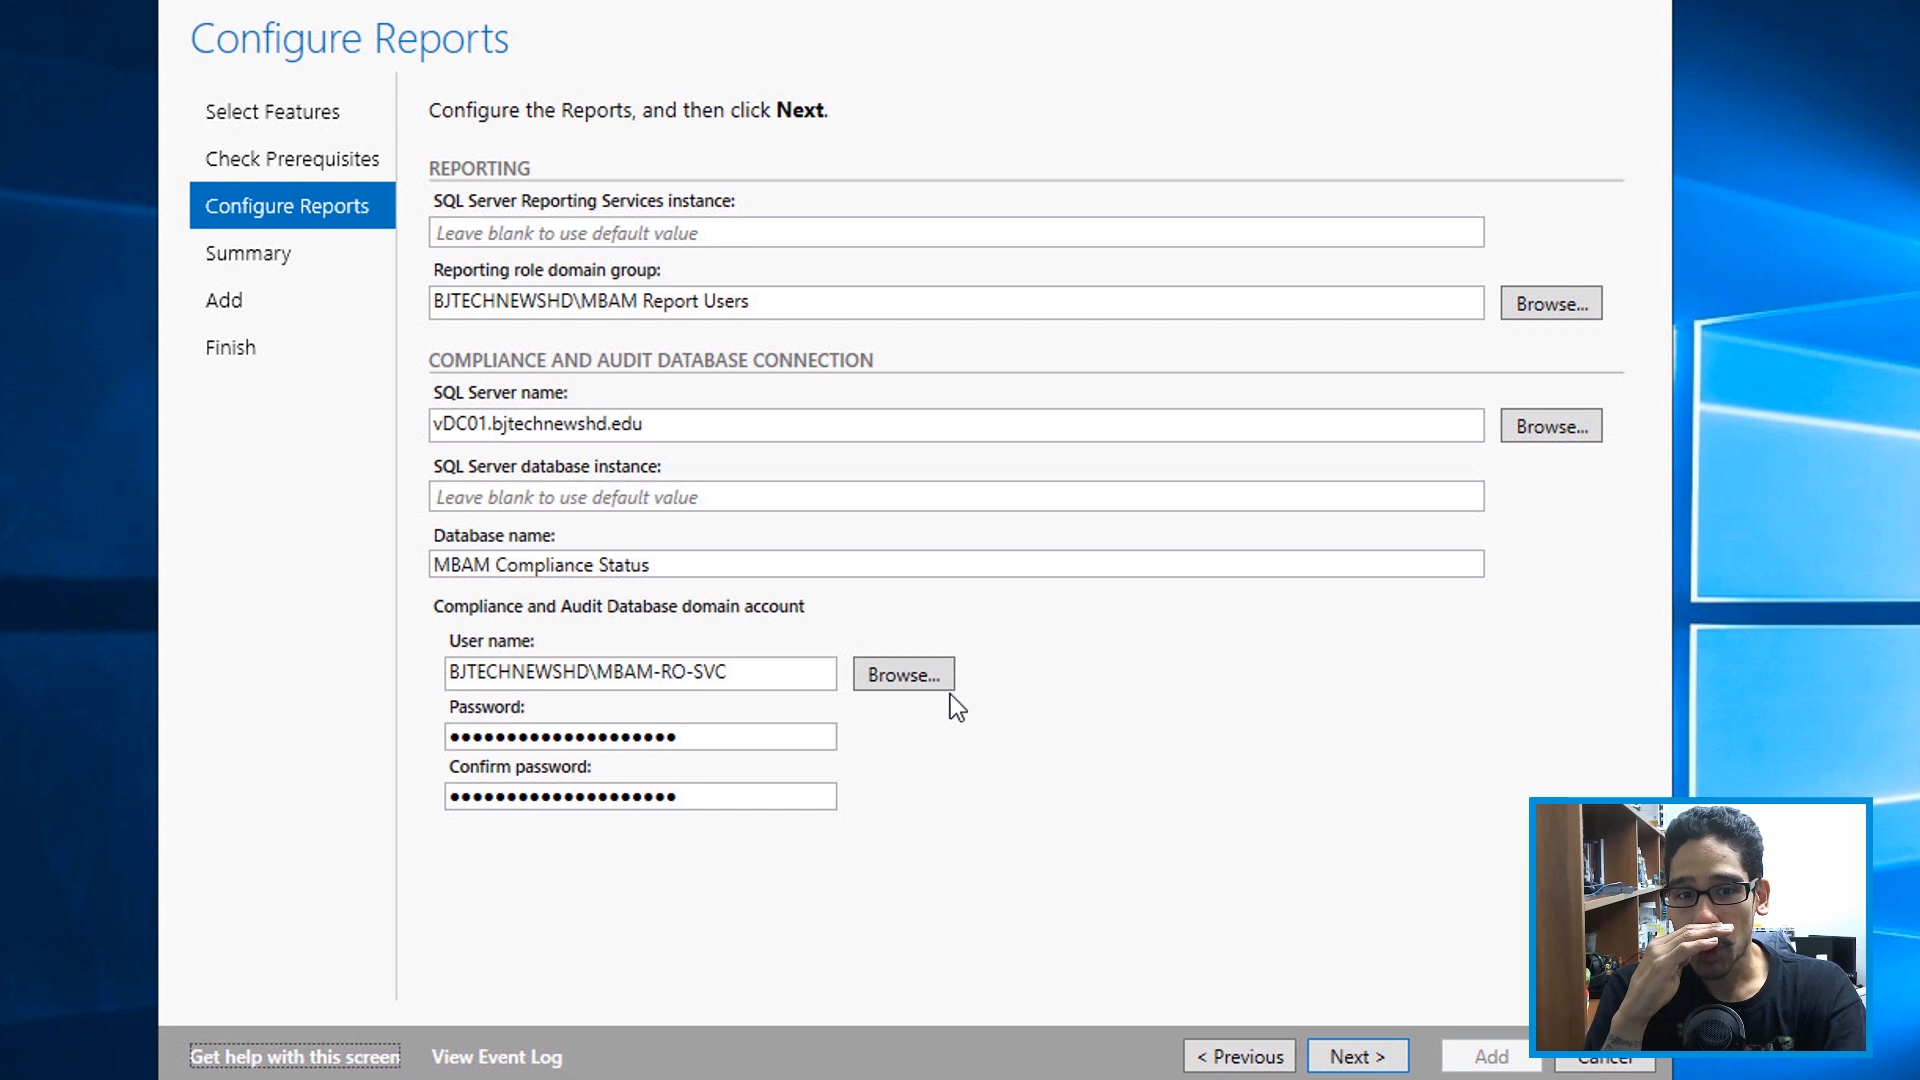 Configure Reports
Select Features
Check Prerequisites
Configure Reports
Summary
Add
Finish
Configure the Reports, and then click Next.
REPORTING
SQL Server Reporting Services instance:
Leave blank to use default value
Reporting role domain group:
BJTECHNEWSHD\MBAM Report Users
Browse...
COMPLIANCE AND AUDIT DATABASE CONNECTION
SQL Server name:
vDC01.bjtechnewshd.edu
Browse...
SQL Server database instance:
Leave blank to use default value
Database name:
MBAM Compliance Status
Compliance and Audit Database domain account
User name:
BJTECHNEWSHD\MBAM-RO-SVC
Browse...
Password:
●●●●●●●●●●●●●●●●●●●●
Confirm password:
●●●●●●●●●●●●●●●●●●●●
Get help with this screen
View Event Log
< Previous
Next >
Add
Cancel